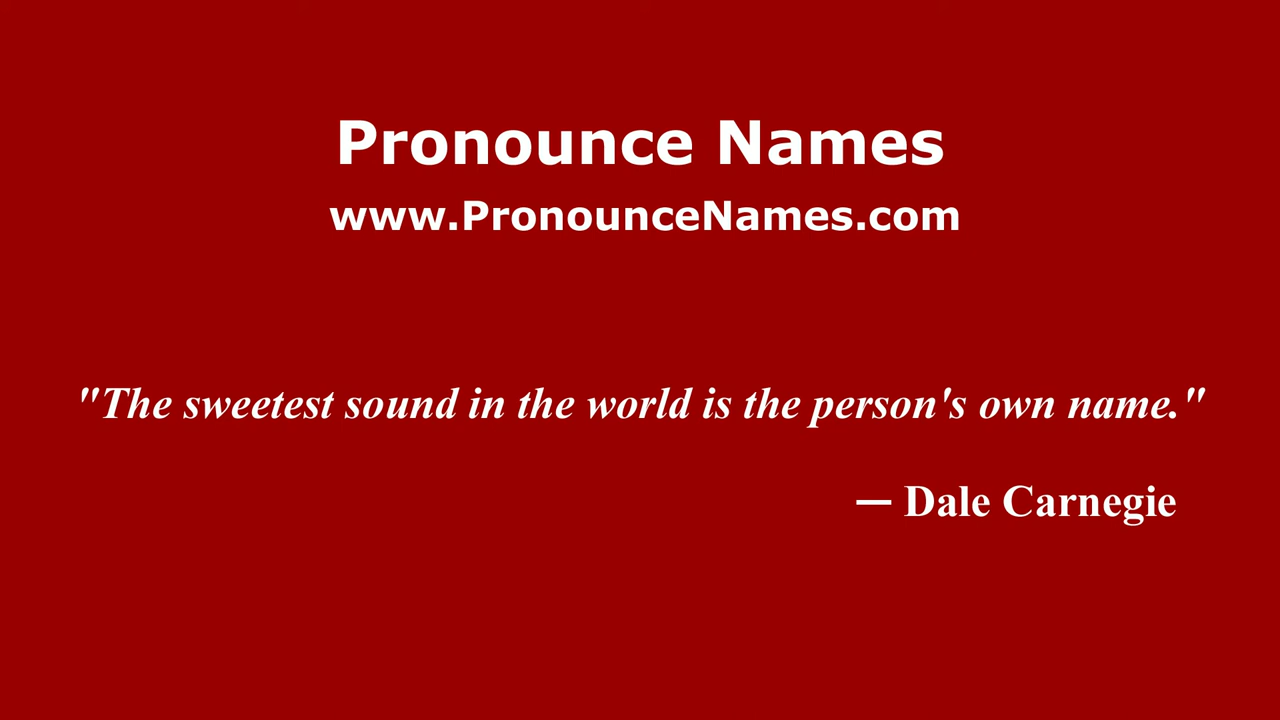 Pronounce Names
www.PronounceNames.com
"The sweetest sound in the world is the person's own name."
— Dale Carnegie